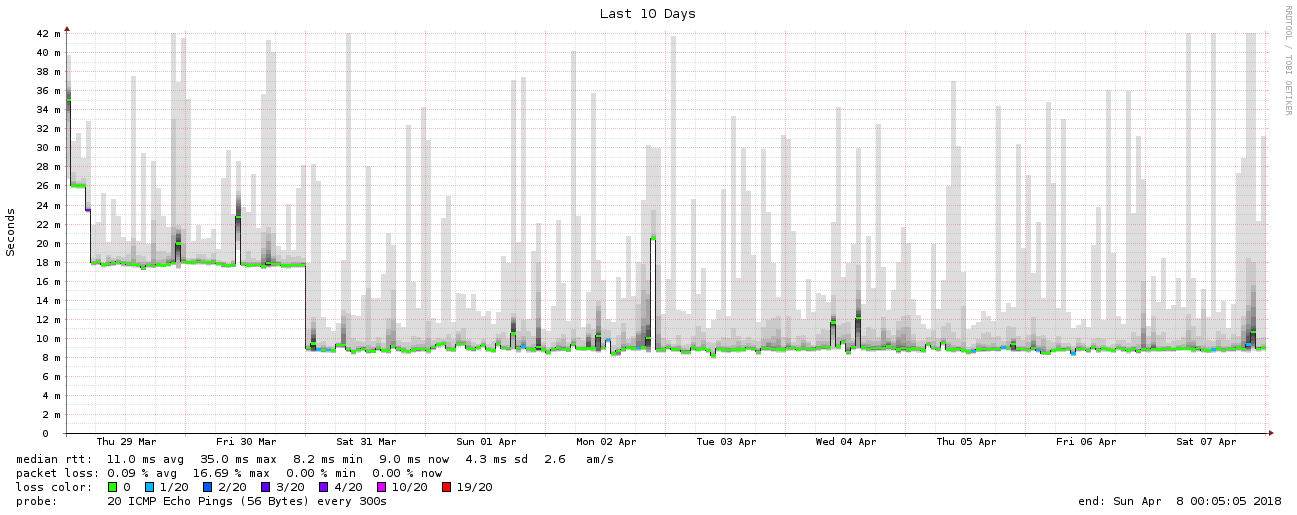 Last 10 Days
RRDTOOL / TOBI OETIKER
Seconds
42 m
40 m
38 m
36 m
34 m
32 m
30 m
28 m
26 m
24 m
22 m
20 m
18 m
16 m
14 m
12 m
10 m
8 m
6 m
4 m
2 m
0
Thu 29 Mar Fri 30 Mar Sat 31 Mar Sun 01 Apr Mon 02 Apr Tue 03 Apr Wed 04 Apr Thu 05 Apr Fri 06 Apr Sat 07 Apr
median rtt: 11.0 ms avg 35.0 ms max 8.2 ms min 9.0 ms now 4.3 ms sd 2.6 am/s
packet loss: 0.09 % avg 16.69 % max 0.00 % min 0.00 % now
loss color: 0 1/20 2/20 3/20 4/20 10/20 19/20
probe: 20 ICMP Echo Pings (56 Bytes) every 300s end: Sun Apr 8 00:05:05 2018